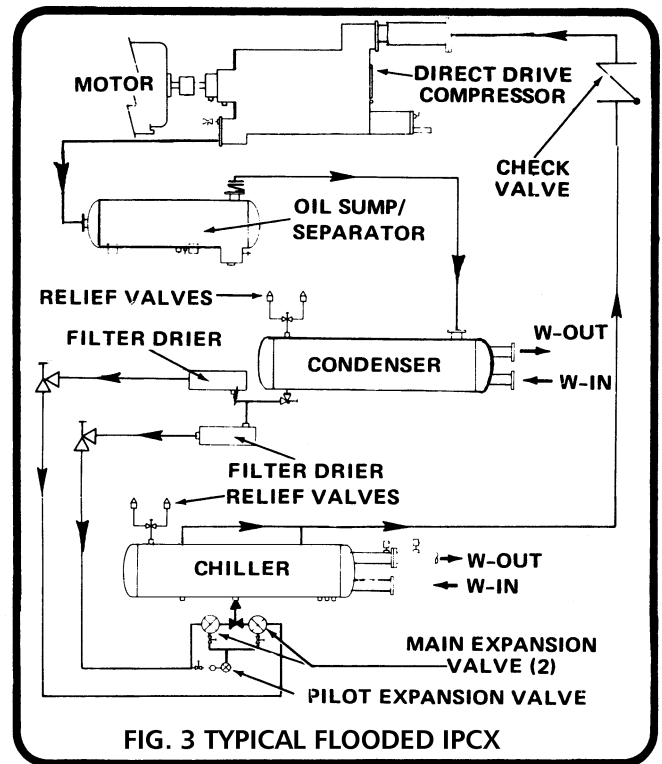 MOTOR
DIRECT DRIVE
COMPRESSOR
CHECK
VALVE
OIL SUMP/
SEPARATOR
RELIEF VALVES
FILTER DRIER
CONDENSER
W-OUT
W-IN
FILTER DRIER
RELIEF VALVES
CHILLER
W-OUT
W-IN
MAIN EXPANSION
VALVE (2)
PILOT EXPANSION VALVE
FIG. 3 TYPICAL FLOODED IPCX